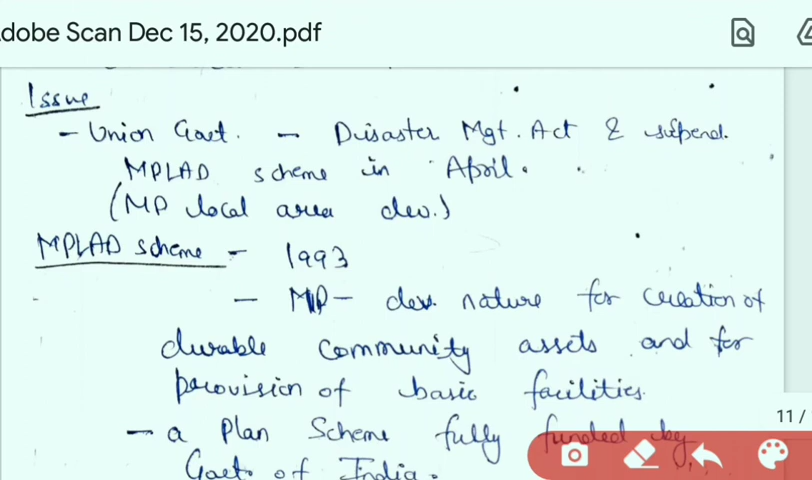 dobe Scan Dec 15, 2020.pdf
Issue
- Union Govt. - Disaster Mgt. Act & suspend.
MPLAD scheme in April.
(MP local area dev.)
MPLAD scheme - 1993
- MP - dev. nature for creation of
durable community assets and for
provision of basic facilities.
- a Plan Scheme fully funded by
Govt. of India.
11 /